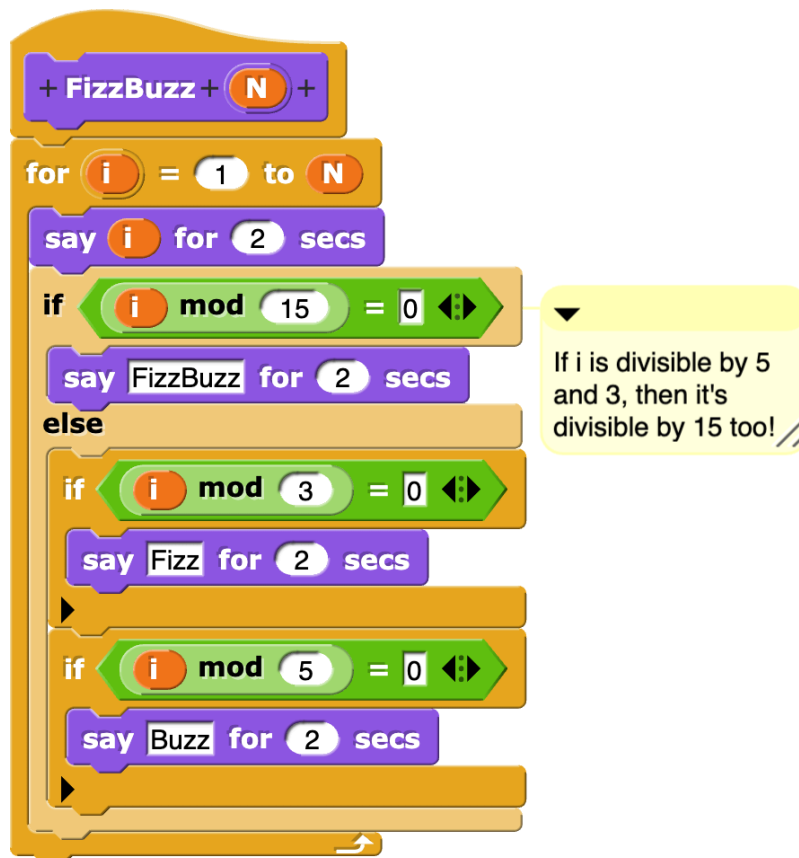 + FizzBuzz + N +
for i = 1 to N
say i for 2 secs
if i mod 15 = 0
say FizzBuzz for 2 secs
else
if i mod 3 = 0
say Fizz for 2 secs
if i mod 5 = 0
say Buzz for 2 secs
If i is divisible by 5
and 3, then it's
divisible by 15 too!